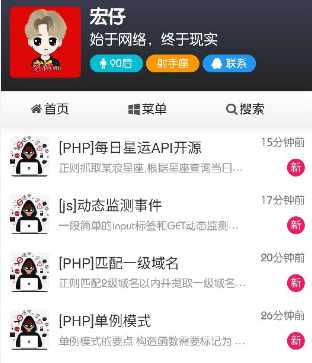 宏仔
始于网络，终于现实
90后 射手座 联系
首页 菜单 搜索
[PHP]每日星运API开源 15分钟前
正则抓取某浪星座,根据星座查询当日... 新
[js]动态监测事件 17分钟前
一段简单的input标签和GET动态监测... 新
[PHP]匹配一级域名 20分钟前
正则匹配2级域名以内并提取一级域名... 新
[PHP]单例模式 26分钟前
单例模式的要点 构造函数需要标记为... 新